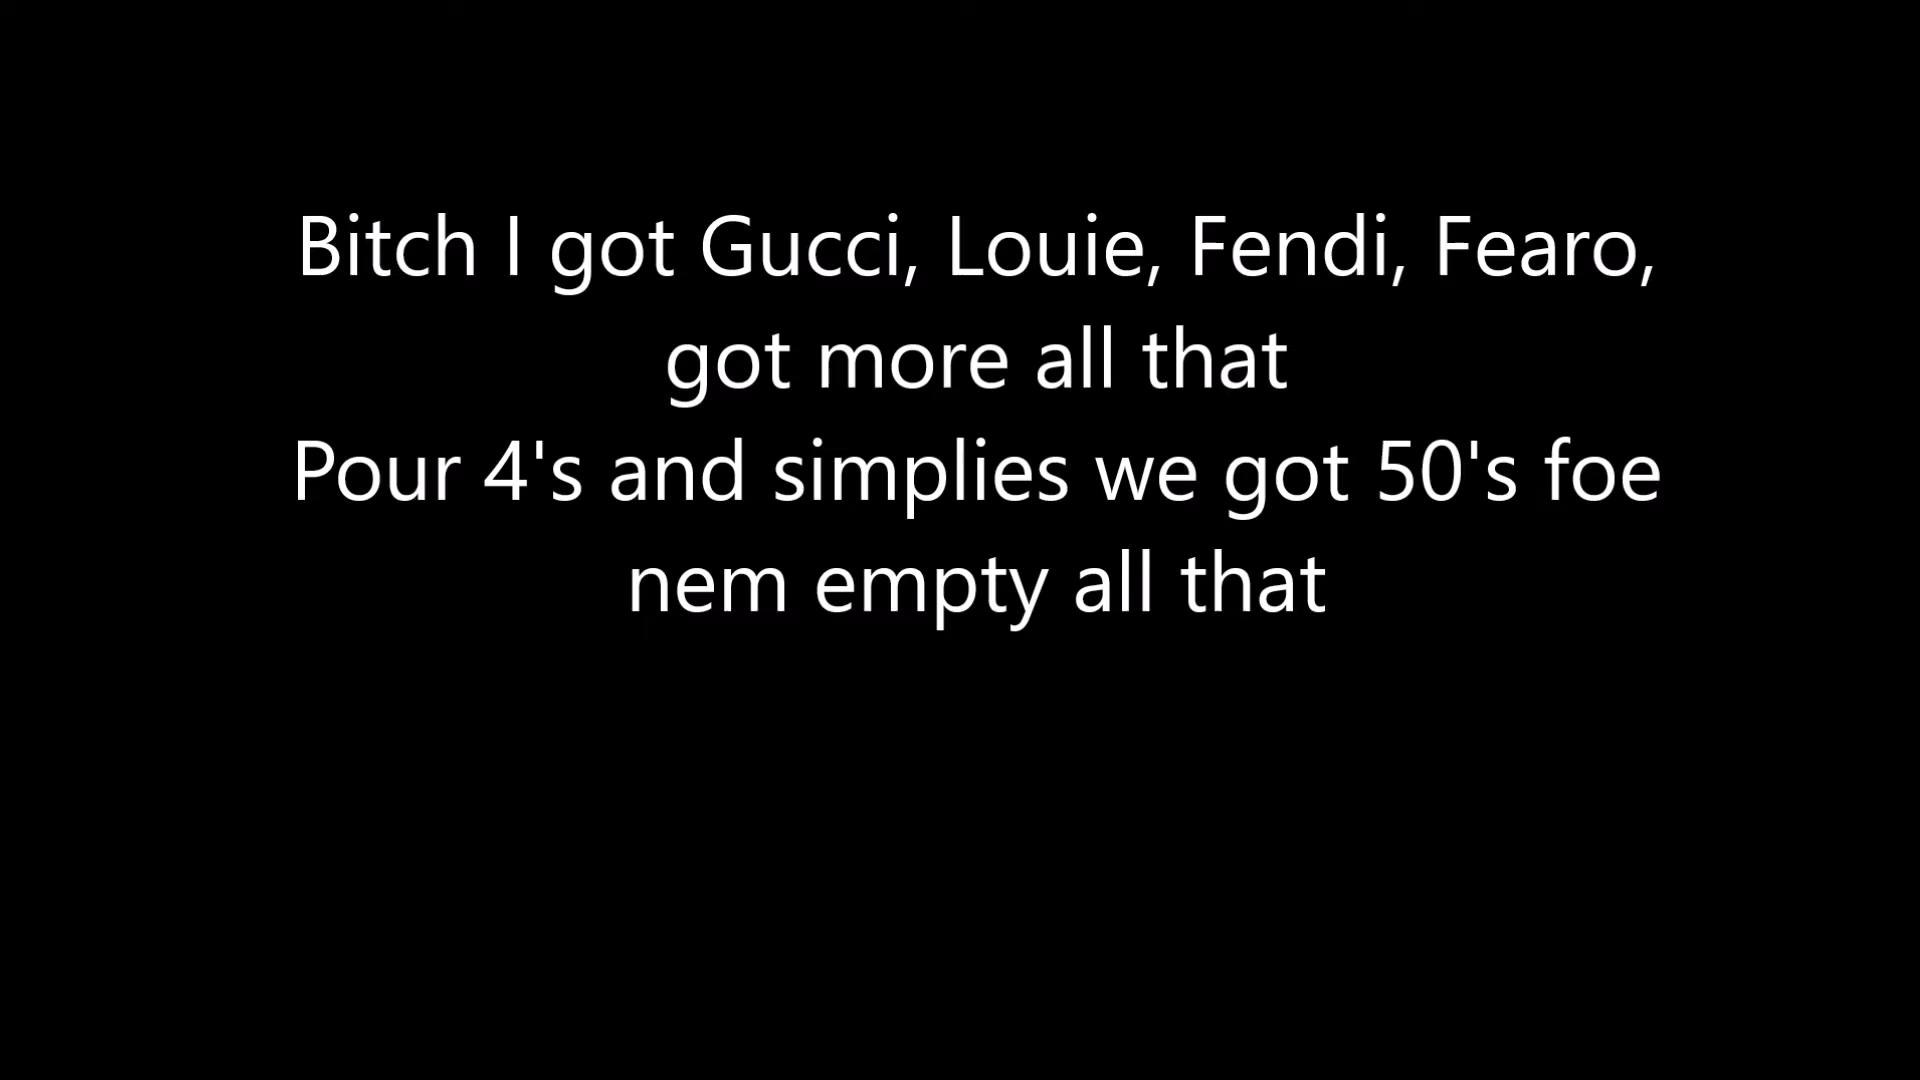 Bitch I got Gucci, Louie, Fendi, Fearo,
got more all that
Pour 4's and simplies we got 50's foe
nem empty all that